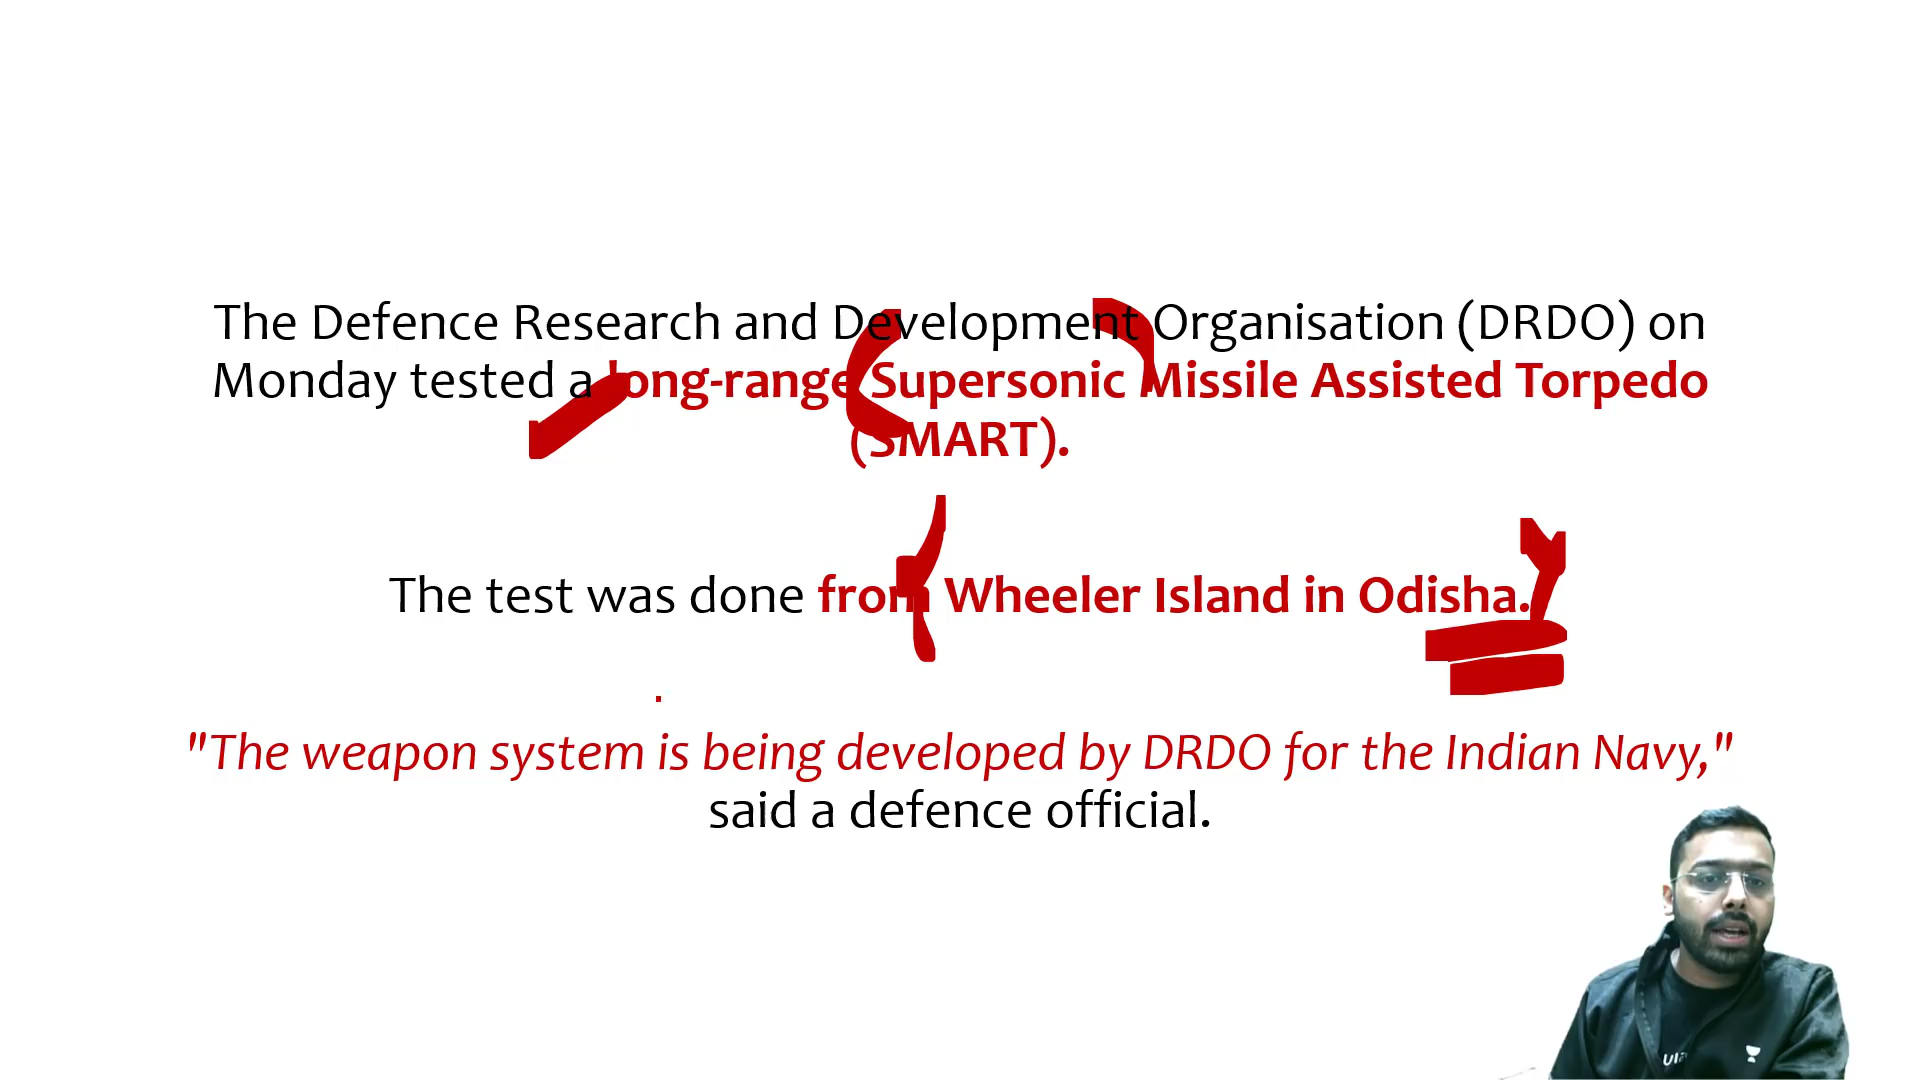 The Defence Research and Development Organisation (DRDO) on
Monday tested a long-range Supersonic Missile Assisted Torpedo
(SMART).
The test was done from Wheeler Island in Odisha.
"The weapon system is being developed by DRDO for the Indian Navy,"
said a defence official.